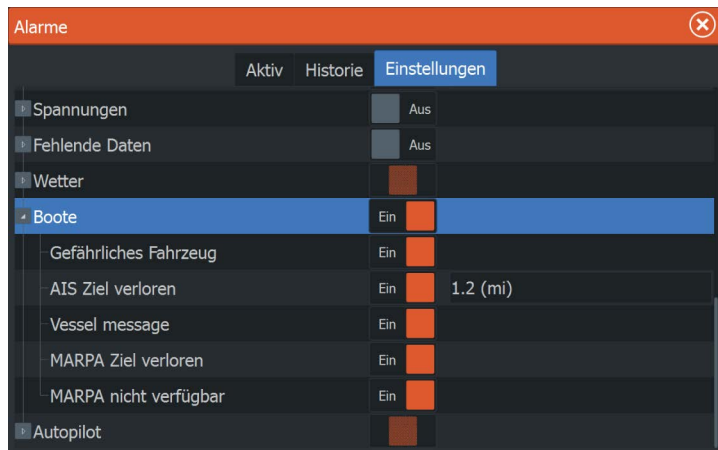 Alarme
Aktiv Historie Einstellungen
Spannungen Aus
Fehlende Daten Aus
Wetter
Boote Ein
Gefährliches Fahrzeug Ein
AIS Ziel verloren Ein 1.2 (mi)
Vessel message Ein
MARPA Ziel verloren Ein
MARPA nicht verfügbar Ein
Autopilot